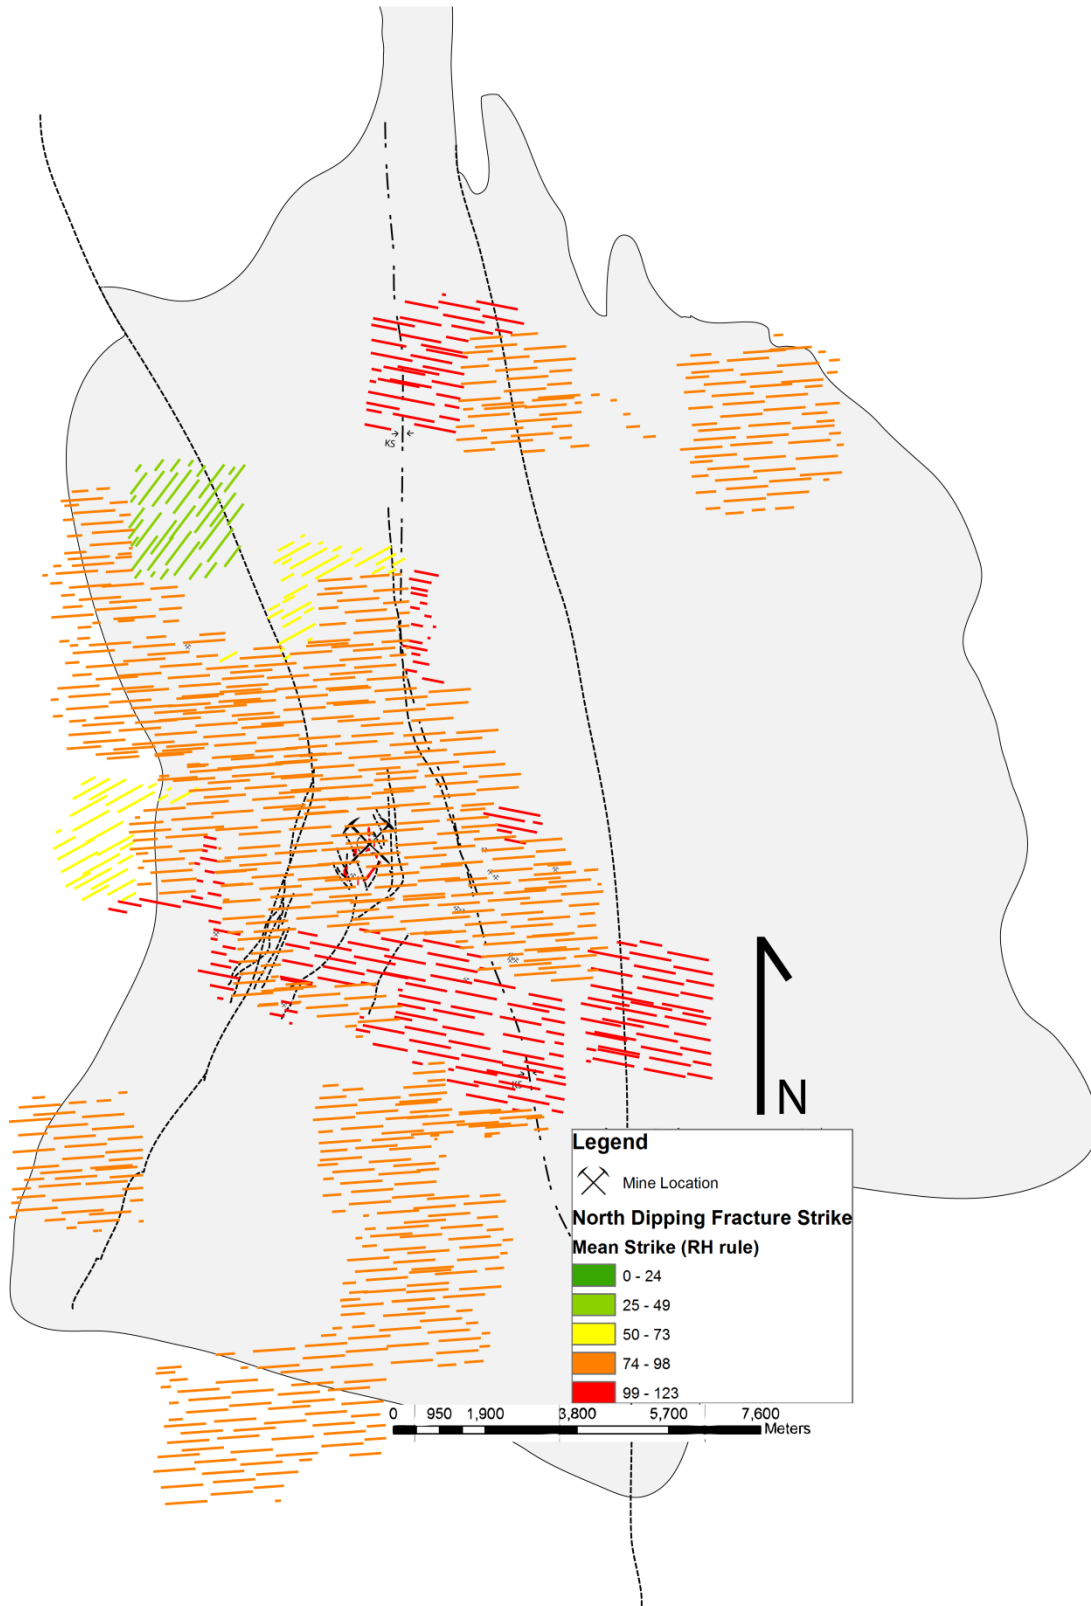 KS
KS
N
Legend
Mine Location
North Dipping Fracture Strike
Mean Strike (RH rule)
0 - 24
25 - 49
50 - 73
74 - 98
99 - 123
0 950 1,900 3,800 5,700 7,600
Meters